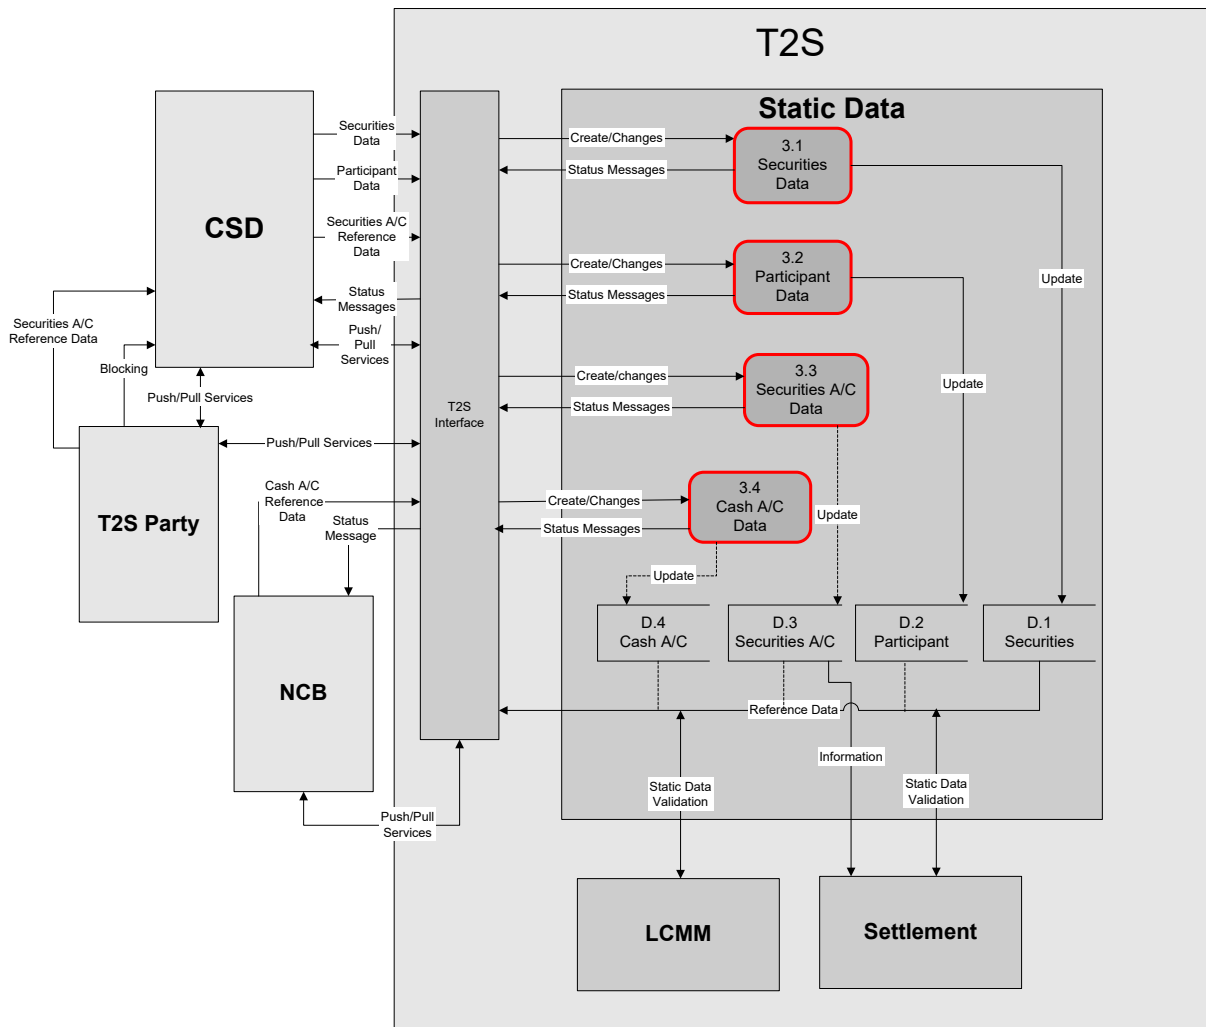 T2S
Static Data
CSD
Securities
Data
Participant
Data
Securities A/C
Reference
Data
Status
Messages
Push/
Pull
Services
Securities A/C
Reference Data
Blocking
Push/Pull Services
T2S Party
Push/Pull Services
Cash A/C
Reference
Data
Status
Message
NCB
Push/Pull
Services
T2S
Interface
Create/Changes
Status Messages
3.1
Securities
Data
Create/Changes
Status Messages
3.2
Participant
Data
Update
Create/changes
Status Messages
3.3
Securities A/C
Data
Update
Create/Changes
Status Messages
3.4
Cash A/C
Data
Update
Update
D.4
Cash A/C
D.3
Securities A/C
D.2
Participant
D.1
Securities
Reference Data
Information
Static Data
Validation
Static Data
Validation
LCMM
Settlement